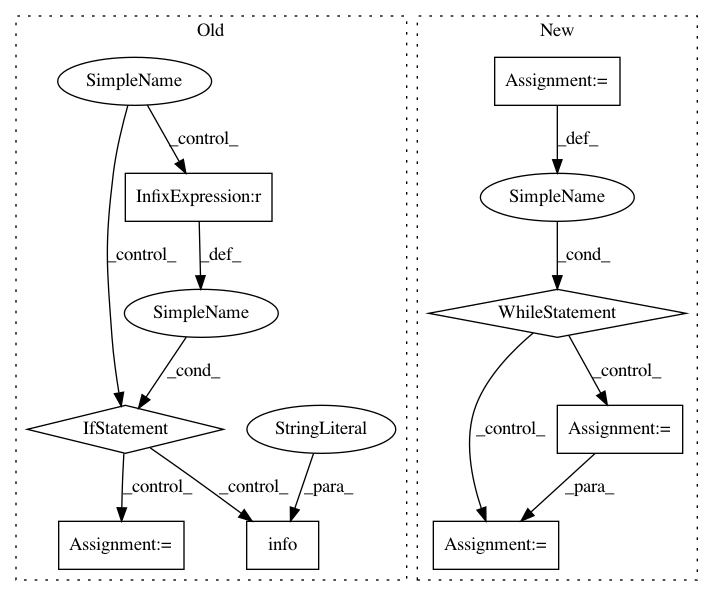 Old
New
SimpleName
Assignment:=
_control_
_def_
InfixExpression:r
SimpleName
_control_
_def_
_cond_
SimpleName
WhileStatement
_cond_
_control_
IfStatement
StringLiteral
Assignment:=
_control_
_control_
_control_
_para_
_para_
Assignment:=
info
Assignment:=